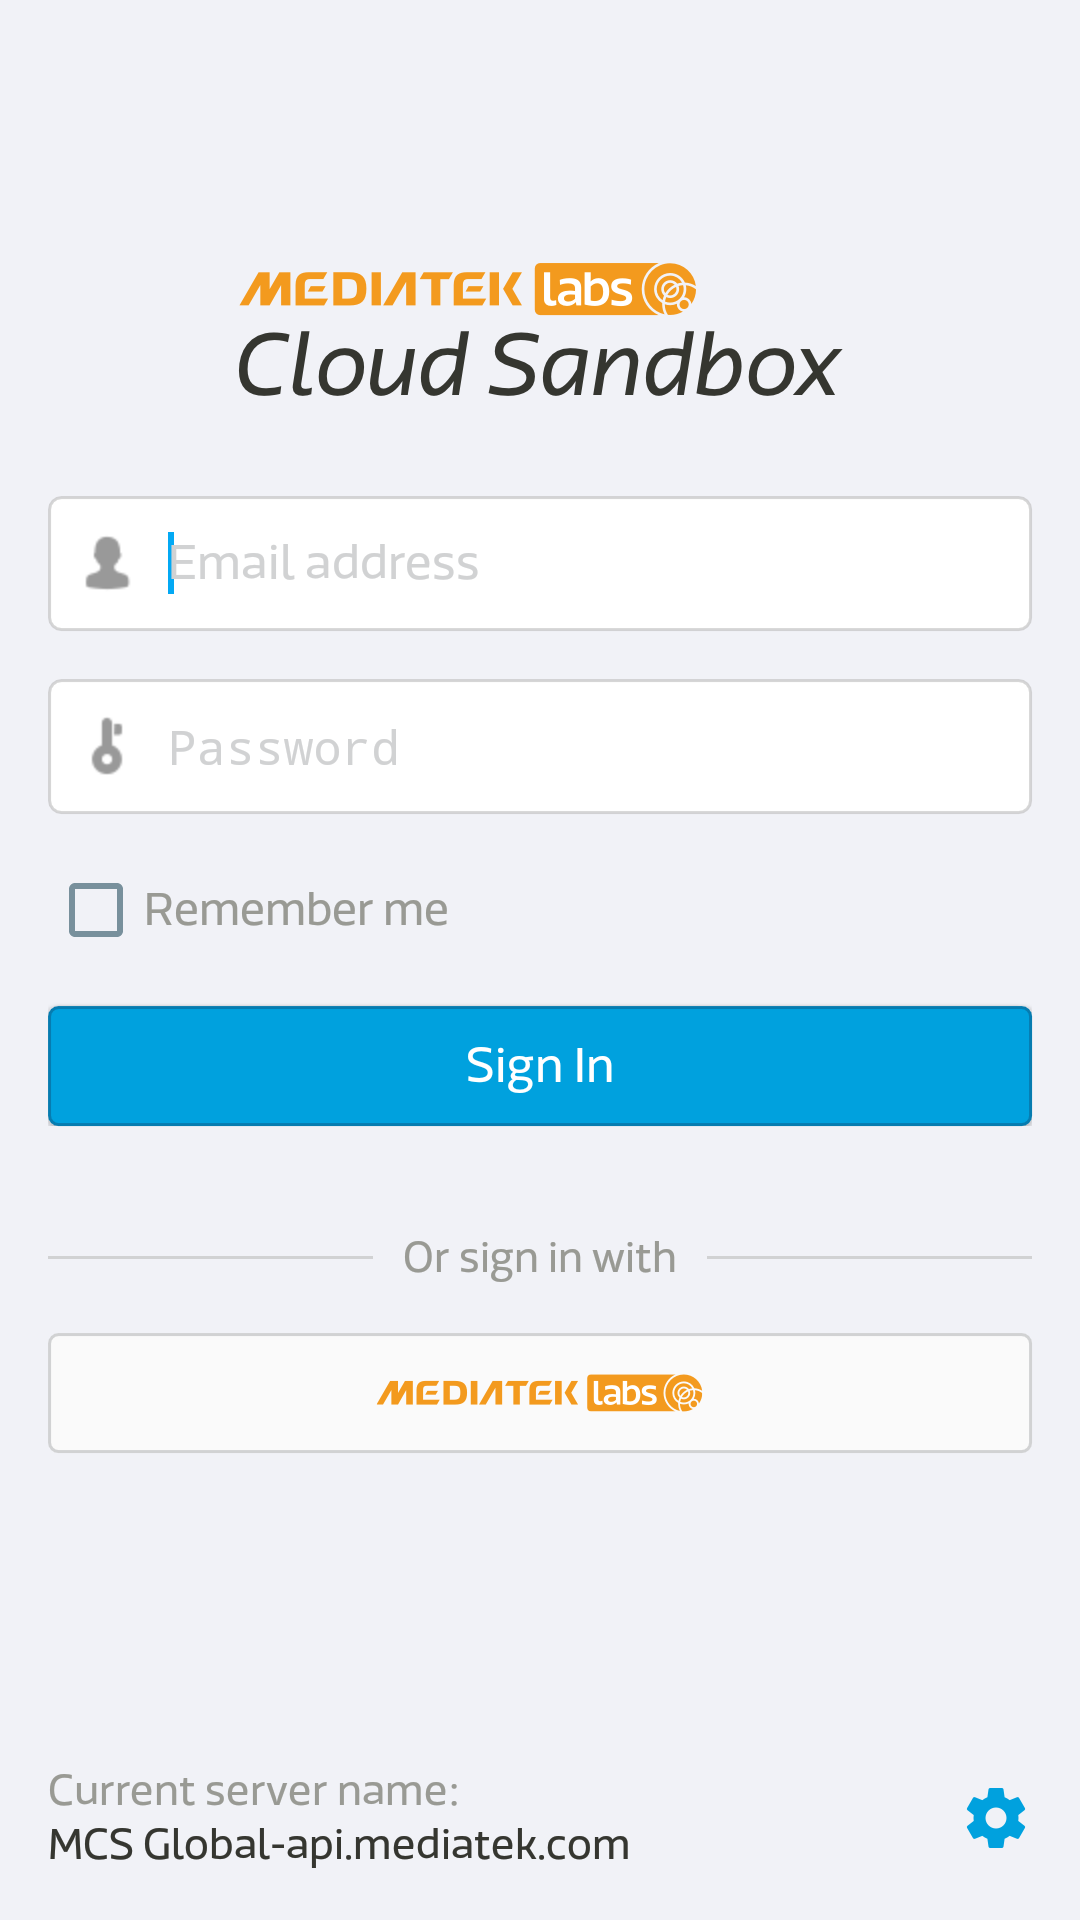 MEDIATEK labs
Cloud Sandbox
Email address
Password
Remember me
Sign In
Or sign in with
MEDIATEK labs
Current server name:
MCS Global-api.mediatek.com